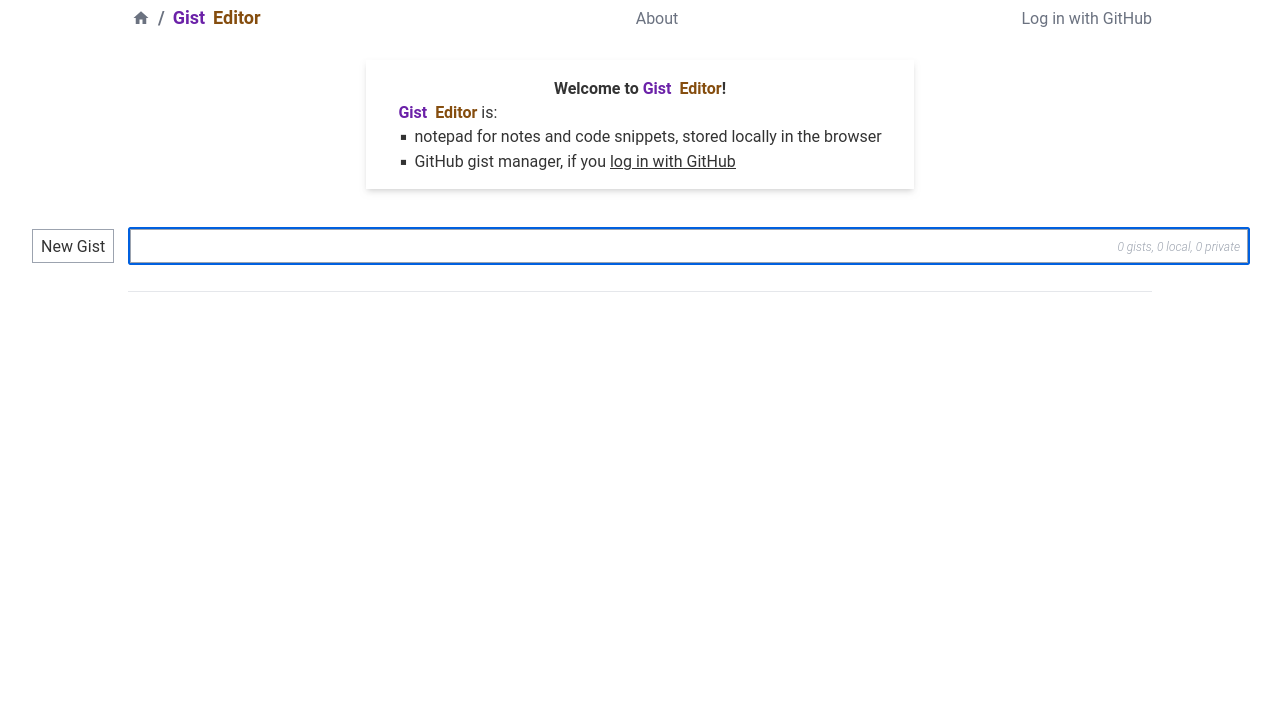 / Gist Editor About Log in with GitHub
Welcome to Gist Editor!
Gist Editor is:
▪ notepad for notes and code snippets, stored locally in the browser
▪ GitHub gist manager, if you log in with GitHub
New Gist 0 gists, 0 local, 0 private